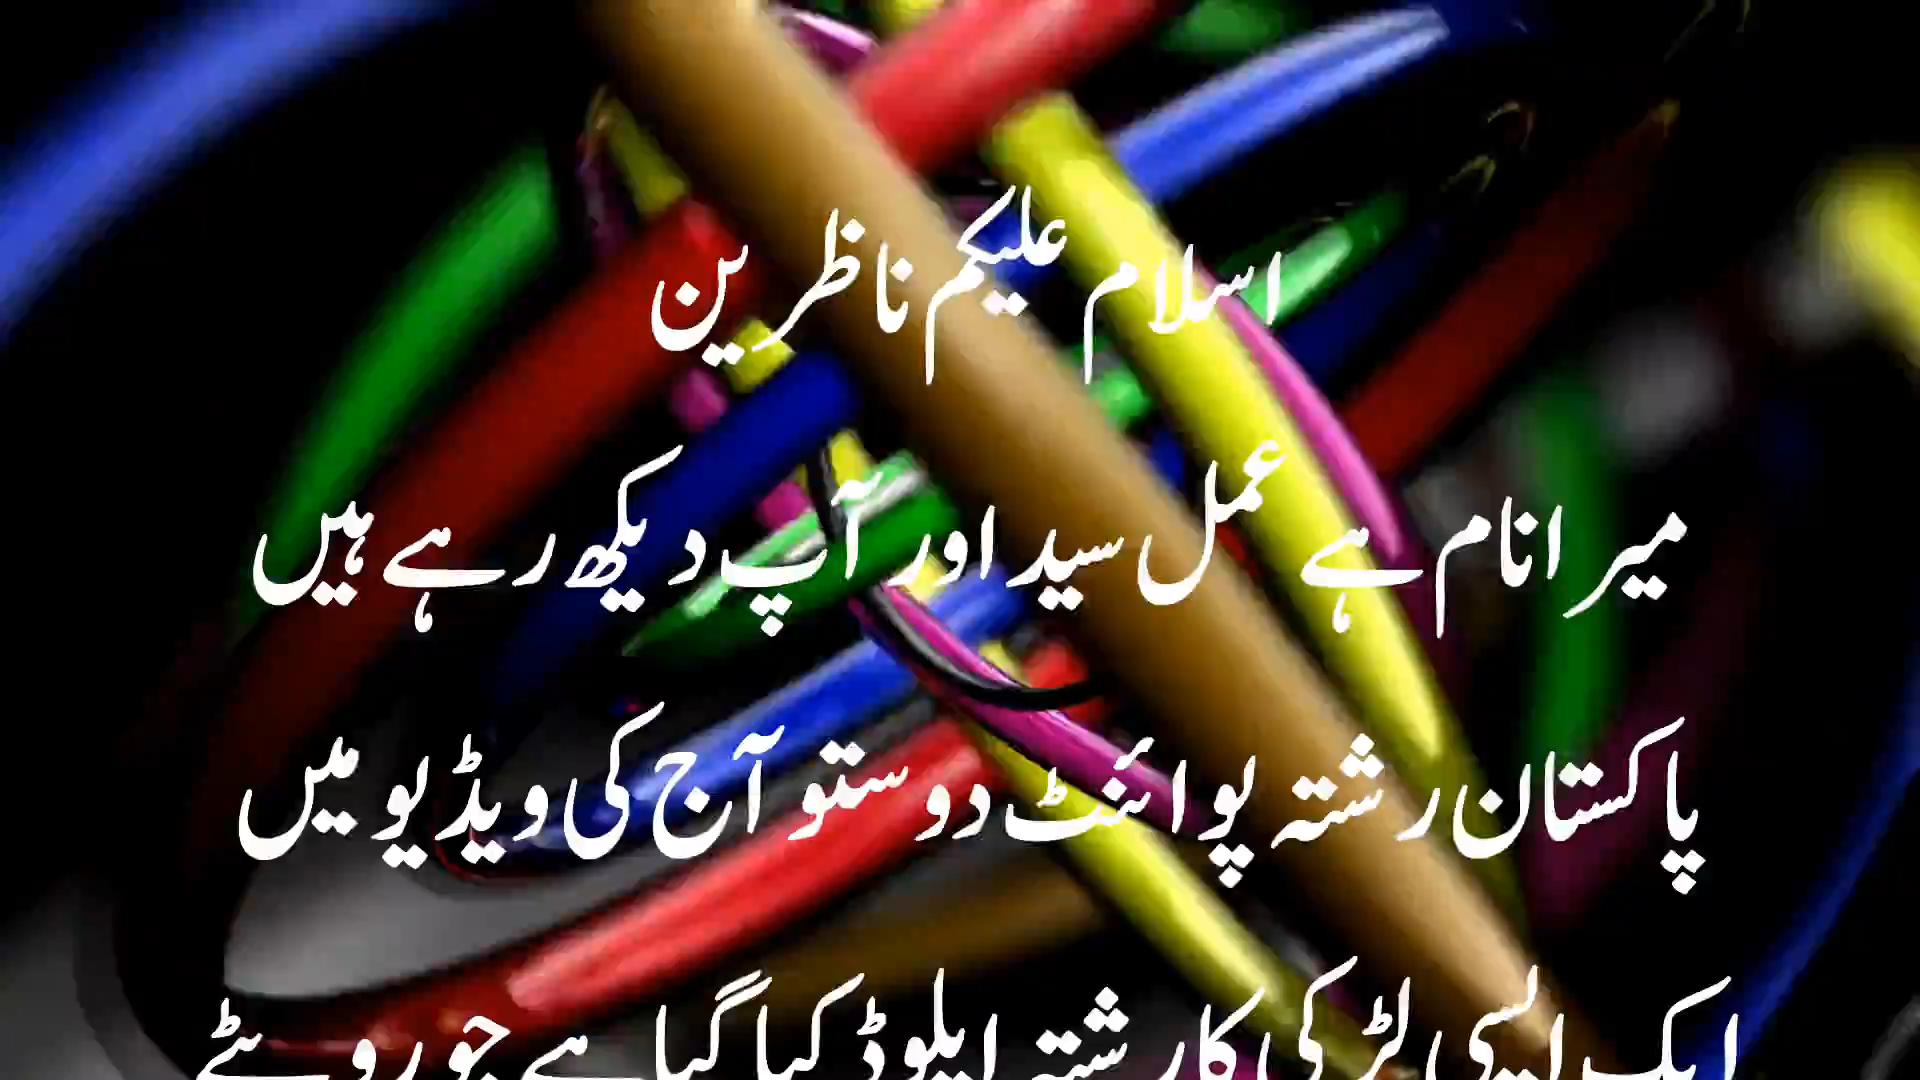 اسلام علیکم ناظرین
میرا نام ہے عمل سید اور آپ دیکھ رہے ہیں
پاکستان رشتہ پوائنٹ دوستو آج کی ویڈیو میں
ایک ایسی لڑکی کا رشتہ اپلوڈ کیا گیا ہے جو روہٹے